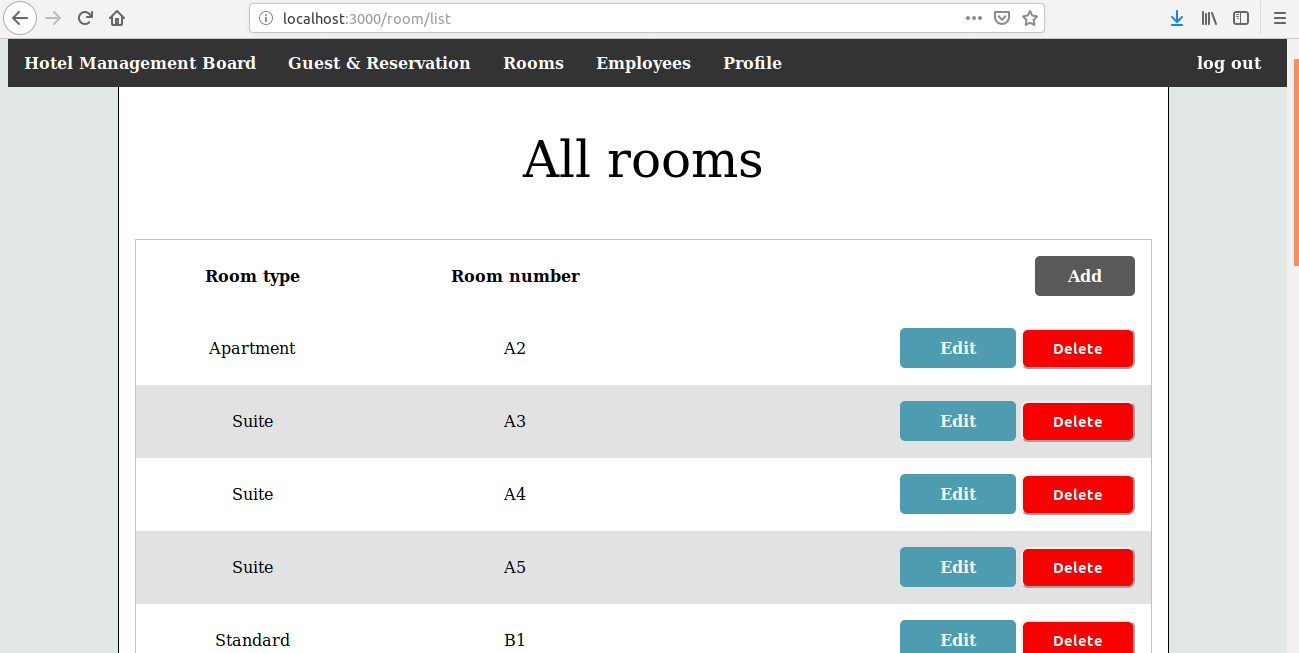 localhost:3000/room/list
Hotel Management Board Guest & Reservation Rooms Employees Profile log out
All rooms
Room type Room number Add
Apartment A2 Edit Delete
Suite A3 Edit Delete
Suite A4 Edit Delete
Suite A5 Edit Delete
Standard B1 Edit Delete